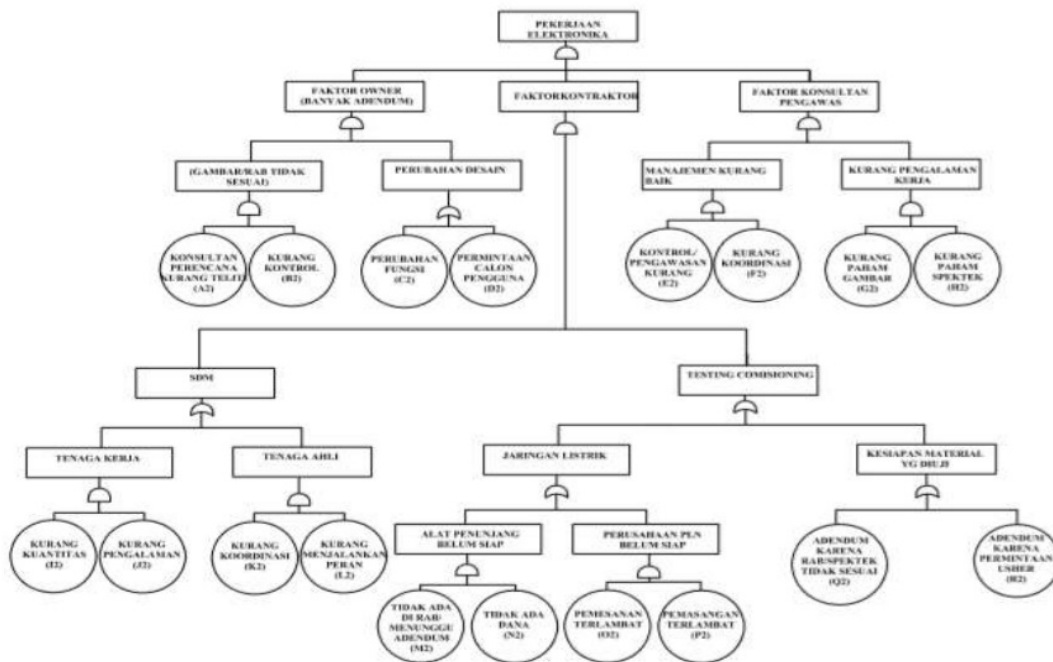 PEKERJAAN
ELEKTRONIKA
FAKTOR OWNER
(BANYAK ADENDUM)
FAKTORKONTRAKTOR
FAKTOR KONSULTAN
PENGAWAS
(GAMBAR/RAB TIDAK
SESUAI)
PERUBAHAN DESAIN
MANAJEMEN KURANG
BAIK
KURANG PENGALAMAN
KERJA
KONSULTAN
PERENCANA
KURANG TELITI
(A2)
KURANG
KONTROL
(B2)
PERUBAHAN
FUNGSI
(C2)
PERMINTAAN
CALON
PENGGUNA
(D2)
KONTROL/
PENGAWASAN
KURANG
(E2)
KURANG
KOORDINASI
(F2)
KURANG
PAHAM
GAMBAR
(G2)
KURANG
PAHAM
SPEKTEK
(H2)
SDM
TESTING COMISIONING
TENAGA KERJA
TENAGA AHLI
JARINGAN LISTRIK
KESIAPAN MATERIAL
YG DIUJI
KURANG
KUANTITAS
(I2)
KURANG
PENGALAMAN
(J2)
KURANG
KOORDINASI
(K2)
KURANG
MENJALANKAN
PERAN
(L2)
ALAT PENUNJANG
BELUM SIAP
PERUSAHAAN PLN
BELUM SIAP
ADENDUM
KARENA
RAB/SPEKTEK
TIDAK SESUAI
(Q2)
ADENDUM
KARENA
PERMINTAAN
USHER
(R2)
TIDAK ADA
DI RAB/
MENUNGGU
ADENDUM
(M2)
TIDAK ADA
DANA
(N2)
PEMESANAN
TERLAMBAT
(O2)
PEMASANGAN
TERLAMBAT
(P2)